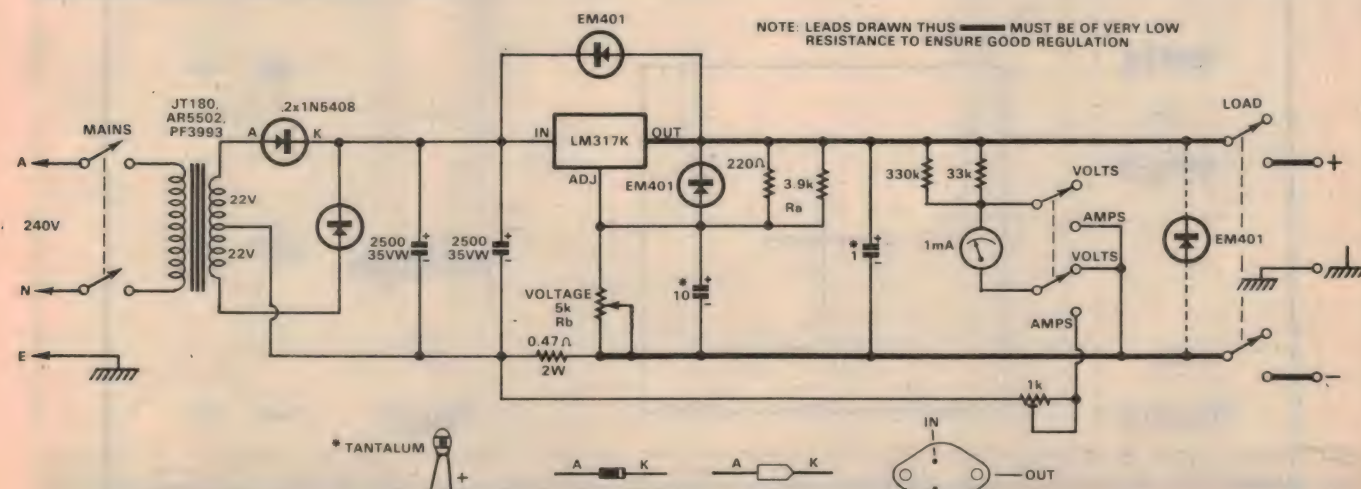 EM401
NOTE: LEADS DRAWN THUS MUST BE OF VERY LOW
RESISTANCE TO ENSURE GOOD REGULATION
JT180,
AR5502,
PF3993
2x1N5408
LOAD
MAINS
A
K
IN
LM317K
OUT
ADJ
A
+
220Ω
3.9k
Ra
EM401
330k
33k
VOLTS
22V
240V
22V
2500
35VW
+
-
2500
35VW
+
-
*
1
+
-
1mA
AMPS
VOLTS
EM401
N
VOLTAGE
5k
Rb
*
10
+
-
AMPS
0.47Ω
2W
E
-
1k
* TANTALUM
+
A
K
A
K
IN
OUT